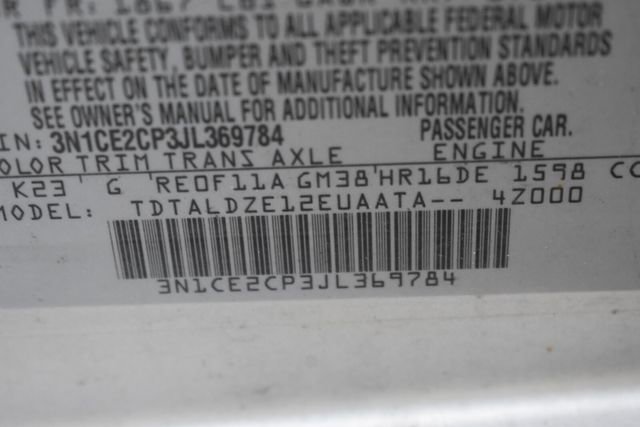 THIS VEHICLE CONFORMS TO ALL APPLICABLE FEDERAL MOTOR
VEHICLE SAFETY, BUMPER AND THEFT PREVENTION STANDARDS
IN EFFECT ON THE DATE OF MANUFACTURE SHOWN ABOVE.
SEE OWNER'S MANUAL FOR ADDITIONAL INFORMATION.
IN: 3N1CE2CP3JL369784 PASSENGER CAR.
OLOR TRIM TRANS AXLE ENGINE
K23 G RE0F11A GM38 HR16DE 1598 CC
MODEL: TDTALDZE12EUAATA-- 4Z000
3N1CE2CP3JL369784